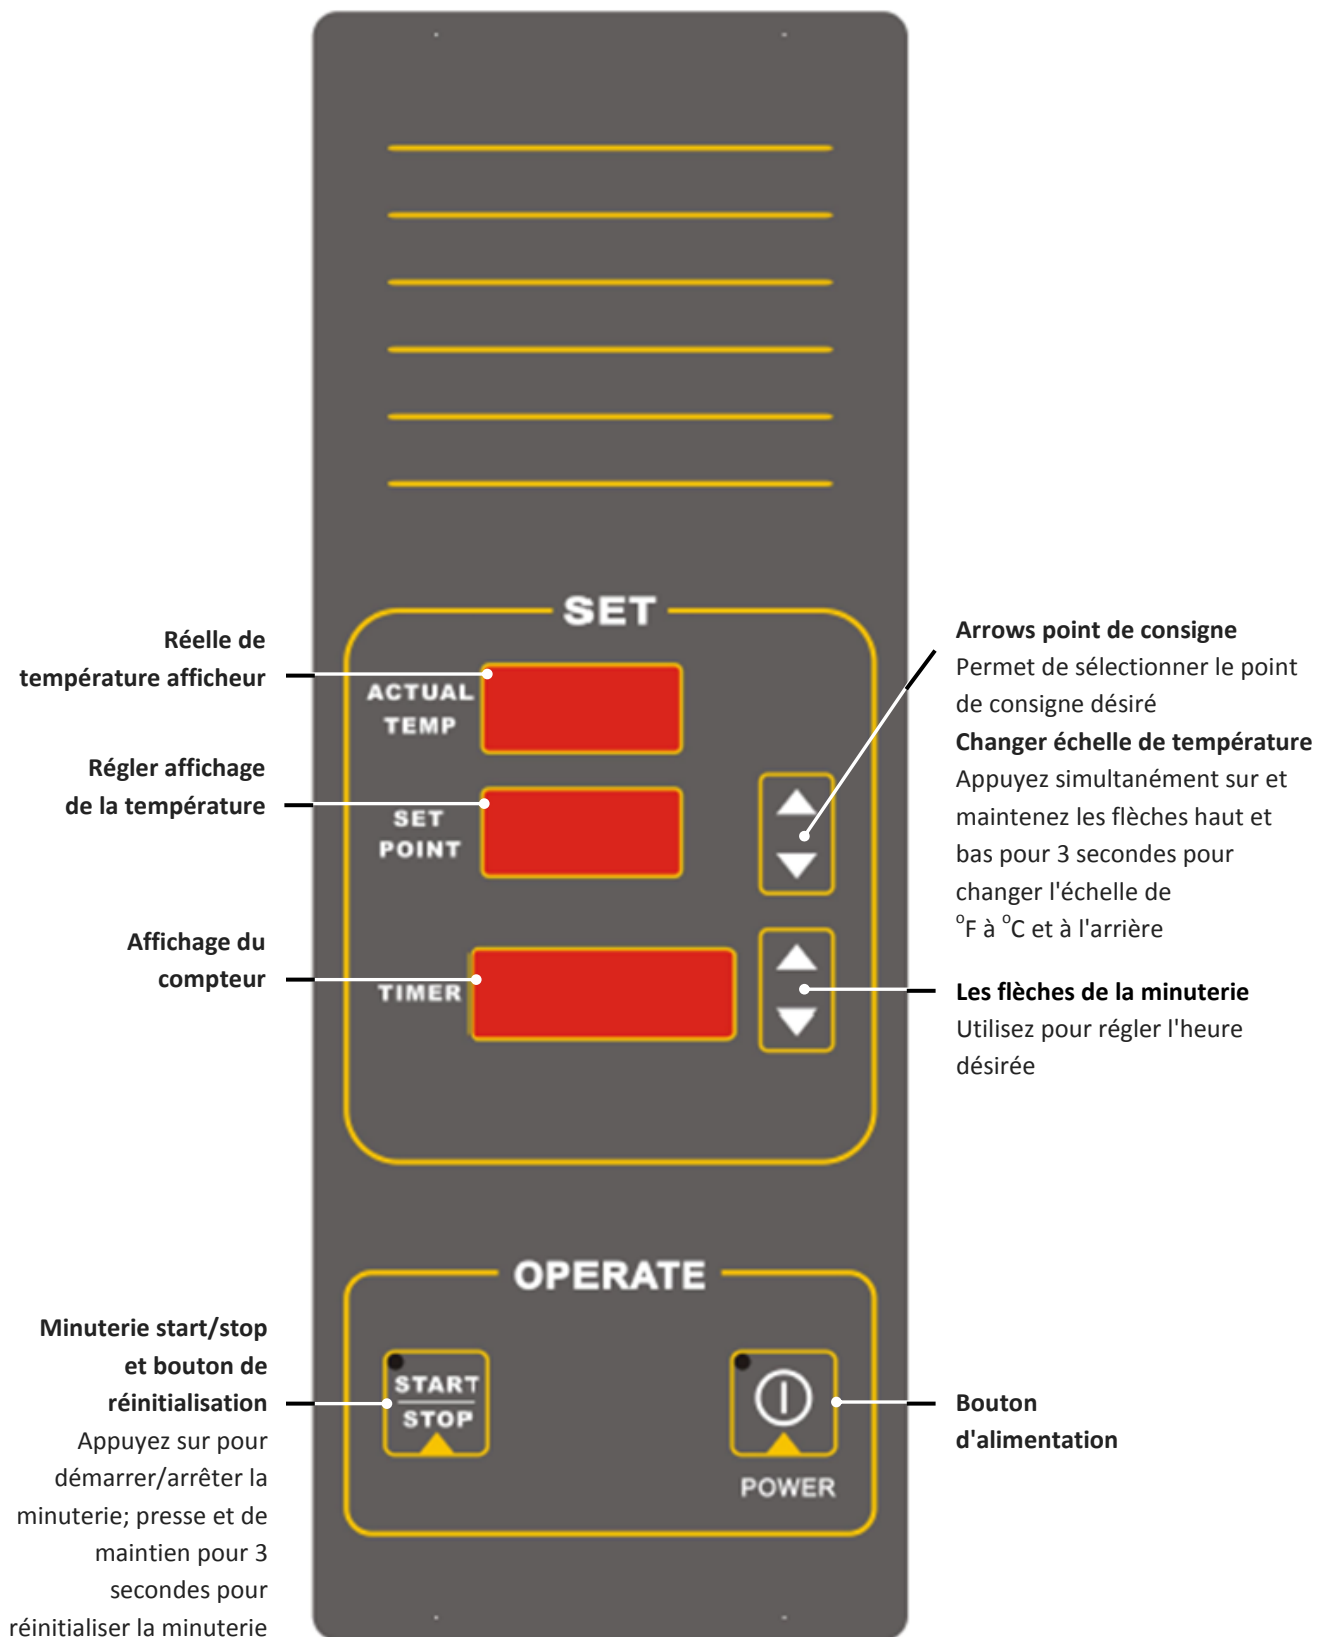 SET
Réelle de
température afficheur
ACTUAL
TEMP
Régler affichage
de la température
SET
POINT
Affichage du
compteur
TIMER
Arrows point de consigne
Permet de sélectionner le point
de consigne désiré
Changer échelle de température
Appuyez simultanément sur et
maintenez les flèches haut et
bas pour 3 secondes pour
changer l'échelle de
°F à °C et à l'arrière
Les flèches de la minuterie
Utilisez pour régler l'heure
désirée
OPERATE
Minuterie start/stop
et bouton de
réinitialisation
Appuyez sur pour
démarrer/arrêter la
minuterie; presse et de
maintien pour 3
secondes pour
réinitialiser la minuterie
START
STOP
POWER
Bouton
d'alimentation